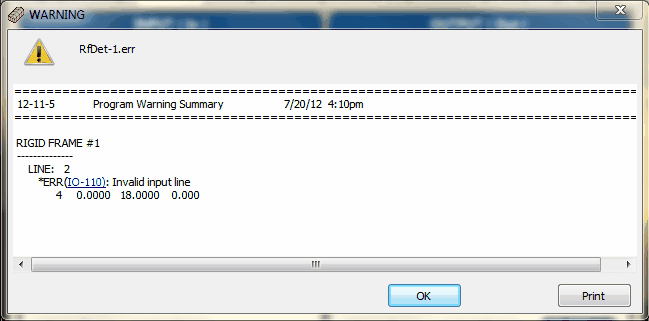 WARNING
RfDet-1.err
================================================================================
12-11-5 Program Warning Summary 7/20/12 4:10pm
================================================================================
RIGID FRAME #1
--------------
LINE: 2
*ERR(IO-110): Invalid input line
4 0.0000 18.0000 0.000
OK Print